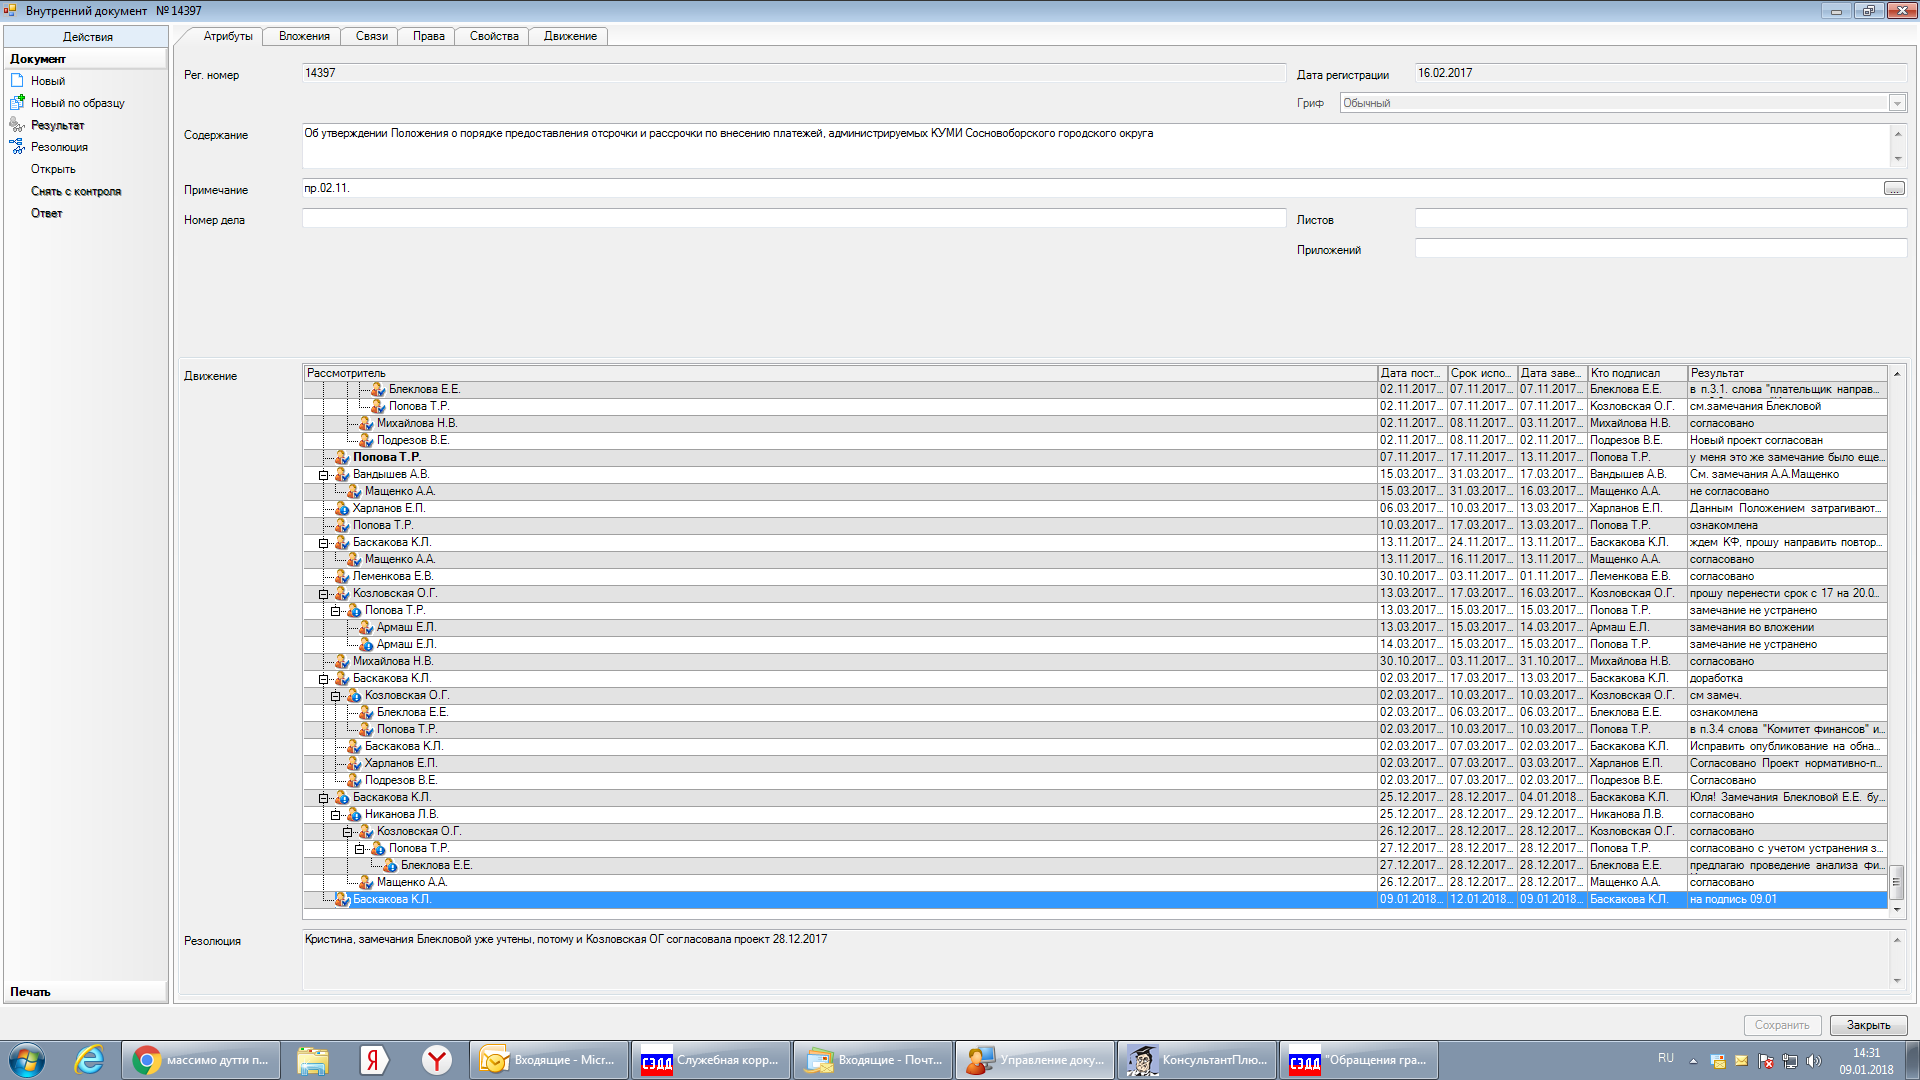 Внутренний документ № 14397
Действия
Документ
Новый
Новый по образцу
Результат
Резолюция
Открыть
Снять с контроля
Ответ
Печать
Атрибуты Вложения Связи Права Свойства Движение
Рег. номер 14397 Дата регистрации 16.02.2017
Гриф Обычный
Содержание Об утверждении Положения о порядке предоставления отсрочки и рассрочки по внесению платежей, администрируемых КУМИ Сосновоборского городского округа
Примечание пр.02.11. ...
Номер дела Листов
Приложений
Движение
Рассмотритель Дата пост... Срок испо... Дата заве... Кто подписал Результат
Блеклова Е.Е. 02.11.2017... 07.11.2017... 07.11.2017... Блеклова Е.Е. в п.3.1. слова "плательщик направ...
Попова Т.Р. 02.11.2017... 07.11.2017... 07.11.2017... Козловская О.Г. см.замечания Блекловой
Михайлова Н.В. 02.11.2017... 08.11.2017... 03.11.2017... Михайлова Н.В. согласовано
Подрезов В.Е. 02.11.2017... 08.11.2017... 02.11.2017... Подрезов В.Е. Новый проект согласован
Попова Т.Р. 07.11.2017... 17.11.2017... 13.11.2017... Попова Т.Р. у меня это же замечание было еще...
Вандышев А.В. 15.03.2017... 31.03.2017... 17.03.2017... Вандышев А.В. См. замечания А.А.Мащенко
Мащенко А.А. 15.03.2017... 31.03.2017... 16.03.2017... Мащенко А.А. не согласовано
Харланов Е.П. 06.03.2017... 10.03.2017... 13.03.2017... Харланов Е.П. Данным Положением затрагивают...
Попова Т.Р. 10.03.2017... 17.03.2017... 13.03.2017... Попова Т.Р. ознакомлена
Баскакова К.Л. 13.11.2017... 24.11.2017... 13.11.2017... Баскакова К.Л. ждем КФ, прошу направить повтор...
Мащенко А.А. 13.11.2017... 16.11.2017... 13.11.2017... Мащенко А.А. согласовано
Леменкова Е.В. 30.10.2017... 03.11.2017... 01.11.2017... Леменкова Е.В. согласовано
Козловская О.Г. 13.03.2017... 17.03.2017... 16.03.2017... Козловская О.Г. прошу перенести срок с 17 на 20.0...
Попова Т.Р. 13.03.2017... 15.03.2017... 15.03.2017... Попова Т.Р. замечание не устранено
Армаш Е.Л. 13.03.2017... 15.03.2017... 14.03.2017... Армаш Е.Л. замечания во вложении
Армаш Е.Л. 14.03.2017... 15.03.2017... 15.03.2017... Попова Т.Р. замечание не устранено
Михайлова Н.В. 30.10.2017... 03.11.2017... 31.10.2017... Михайлова Н.В. согласовано
Баскакова К.Л. 02.03.2017... 17.03.2017... 13.03.2017... Баскакова К.Л. доработка
Козловская О.Г. 02.03.2017... 10.03.2017... 10.03.2017... Козловская О.Г. см замеч.
Блеклова Е.Е. 02.03.2017... 06.03.2017... 06.03.2017... Блеклова Е.Е. ознакомлена
Попова Т.Р. 02.03.2017... 10.03.2017... 10.03.2017... Попова Т.Р. в п.3.4 слова "Комитет финансов" и...
Баскакова К.Л. 02.03.2017... 07.03.2017... 02.03.2017... Баскакова К.Л. Исправить опубликование на обна...
Харланов Е.П. 02.03.2017... 07.03.2017... 03.03.2017... Харланов Е.П. Согласовано Проект нормативно-п...
Подрезов В.Е. 02.03.2017... 07.03.2017... 02.03.2017... Подрезов В.Е. Согласовано
Баскакова К.Л. 25.12.2017... 28.12.2017... 04.01.2018... Баскакова К.Л. Юля! Замечания Блекловой Е.Е. бу...
Никанова Л.В. 25.12.2017... 28.12.2017... 29.12.2017... Никанова Л.В. согласовано
Козловская О.Г. 26.12.2017... 28.12.2017... 28.12.2017... Козловская О.Г. согласовано
Попова Т.Р. 27.12.2017... 28.12.2017... 28.12.2017... Попова Т.Р. согласовано с учетом устранения з...
Блеклова Е.Е. 27.12.2017... 28.12.2017... 28.12.2017... Блеклова Е.Е. предлагаю проведение анализа фи...
Мащенко А.А. 26.12.2017... 28.12.2017... 28.12.2017... Мащенко А.А. согласовано
Баскакова К.Л. 09.01.2018... 12.01.2018... 09.01.2018... Баскакова К.Л. на подпись 09.01
Резолюция Кристина, замечания Блекловой уже учтены, потому и Козловская ОГ согласовала проект 28.12.2017
Сохранить Закрыть
массимо дутти п... Я Y Входящие - Micr... СЭДД Служебная корр... Входящие - Почт... Управление доку... КонсультантПлю... СЭДД "Обращения гра... RU 14:31
09.01.2018